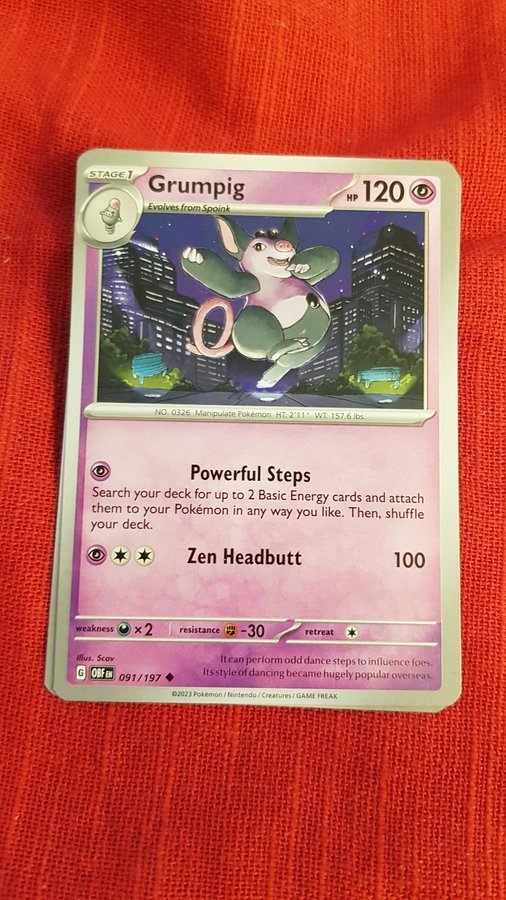 STAGE 1
Grumpig
HP 120
Evolves from Spoink
NO. 0326 Manipulate Pokémon HT: 2'11" WT: 157.6 lbs.
Powerful Steps
Search your deck for up to 2 Basic Energy cards and attach
them to your Pokémon in any way you like. Then, shuffle
your deck.
Zen Headbutt 100
weakness ×2 resistance -30 retreat
Illus. Scav
It can perform odd dance steps to influence foes.
Its style of dancing became hugely popular overseas.
G OBF EN 091/197
©2023 Pokémon / Nintendo / Creatures / GAME FREAK